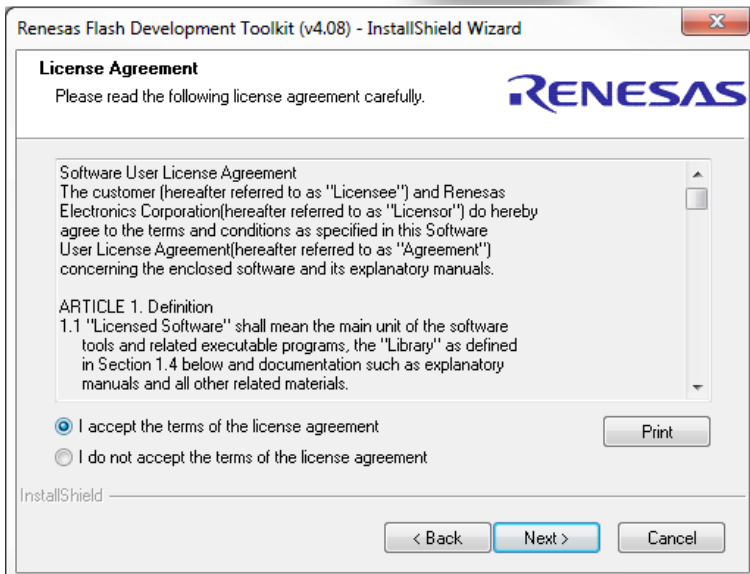 Renesas Flash Development Toolkit (v4.08) - InstallShield Wizard
License Agreement
Please read the following license agreement carefully.
RENESAS
Software User License Agreement
The customer (hereafter referred to as "Licensee") and Renesas
Electronics Corporation(hereafter referred to as "Licensor") do hereby
agree to the terms and conditions as specified in this Software
User License Agreement(hereafter referred to as "Agreement")
concerning the enclosed software and its explanatory manuals.
ARTICLE 1. Definition
1.1 "Licensed Software" shall mean the main unit of the software
tools and related executable programs, the "Library" as defined
in Section 1.4 below and documentation such as explanatory
manuals and all other related materials.
I accept the terms of the license agreement
Print
I do not accept the terms of the license agreement
InstallShield
< Back
Next >
Cancel